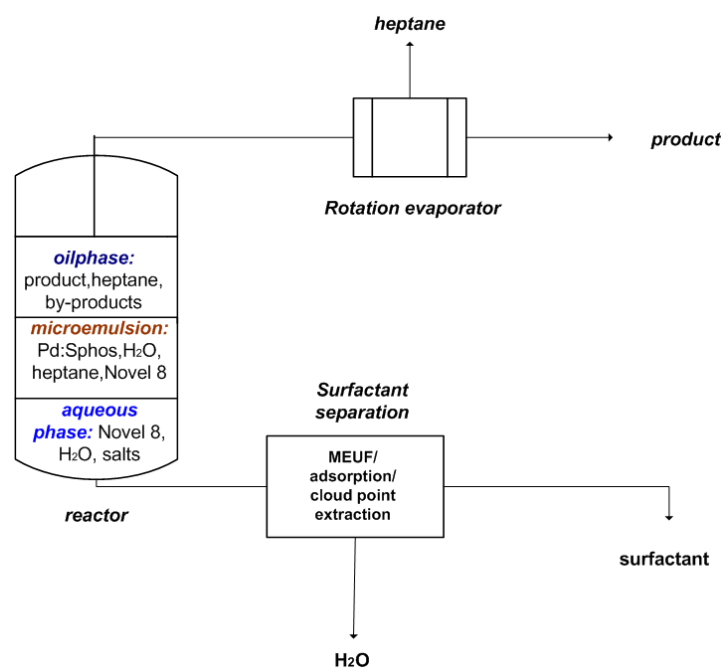 heptane
product
Rotation evaporator
oilphase:
product,heptane,
by-products
microemulsion:
Pd:Sphos,H₂O,
heptane,Novel 8
aqueous
phase: Novel 8,
H₂O, salts
reactor
Surfactant
separation
MEUF/
adsorption/
cloud point
extraction
surfactant
H₂O